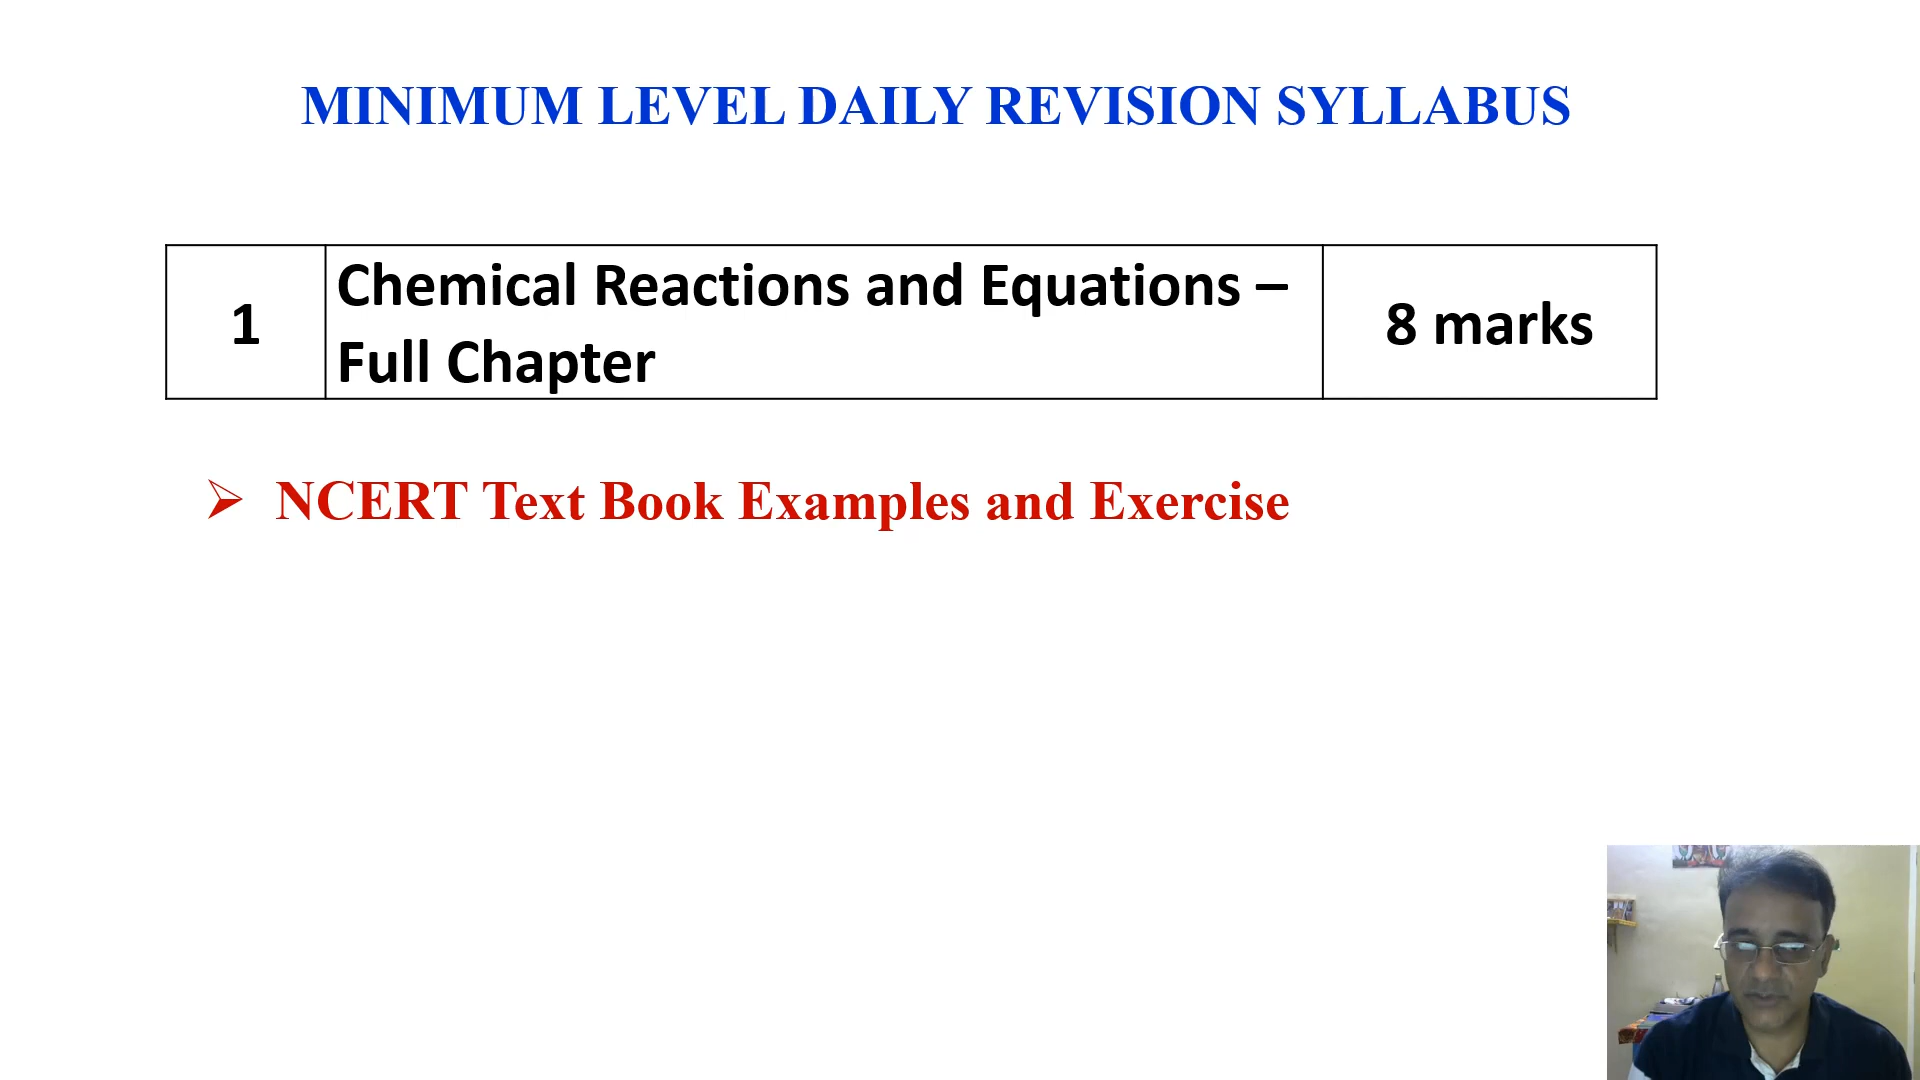 MINIMUM LEVEL DAILY REVISION SYLLABUS
1
Chemical Reactions and Equations –
Full Chapter
8 marks
➢ NCERT Text Book Examples and Exercise